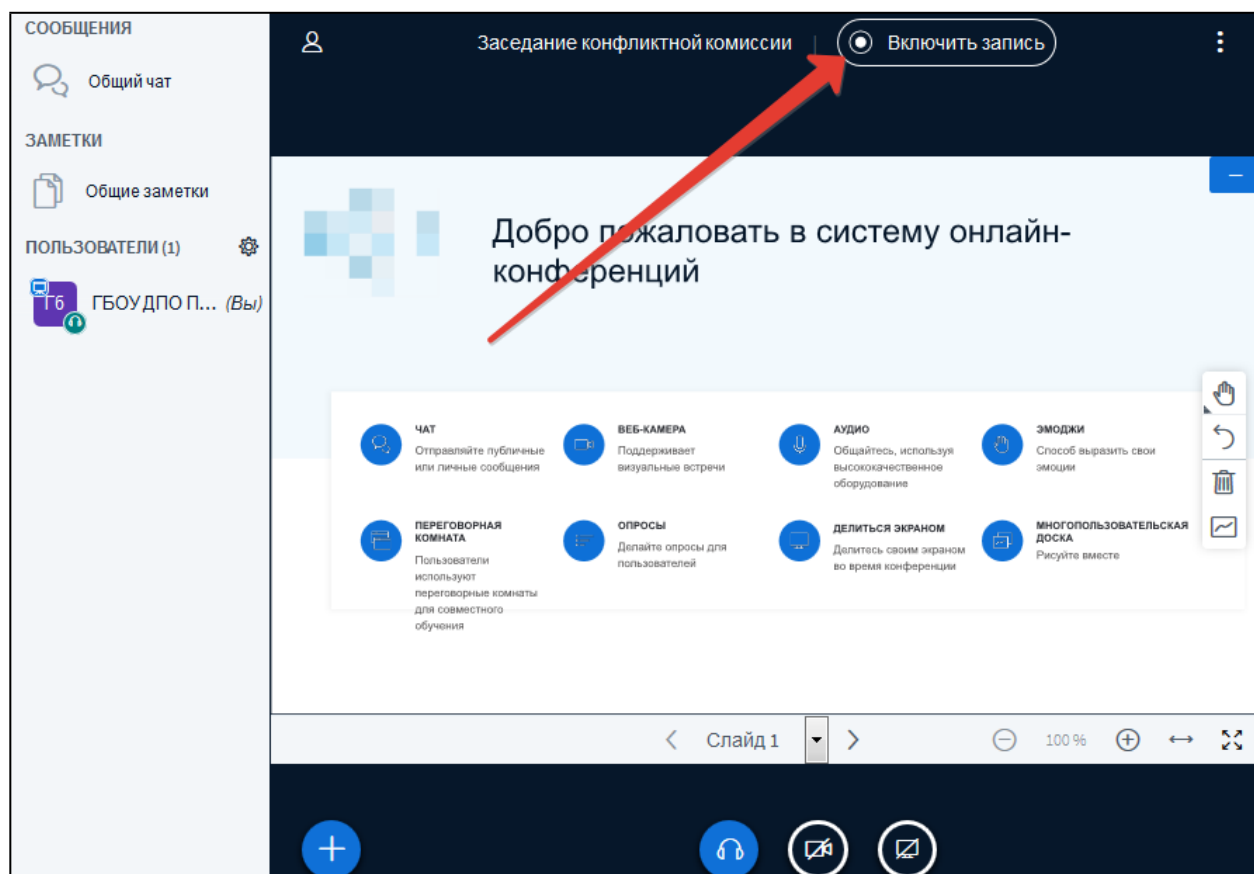 СООБЩЕНИЯ
Общий чат
ЗАМЕТКИ
Общие заметки
ПОЛЬЗОВАТЕЛИ (1)
Гб
ГБОУ ДПО П... (Вы)
Заседание конфликтной комиссии | Включить запись
Добро пожаловать в систему онлайн-
конференций
ЧАТ
Отправляйте публичные
или личные сообщения
ВЕБ-КАМЕРА
Поддерживает
визуальные встречи
АУДИО
Общайтесь, используя
высококачественное
оборудование
ЭМОДЖИ
Способ выразить свои
эмоции
ПЕРЕГОВОРНАЯ
КОМНАТА
Пользователи
используют
переговорные комнаты
для совместного
обучения
ОПРОСЫ
Делайте опросы для
пользователей
ДЕЛИТЬСЯ ЭКРАНОМ
Делитесь своим экраном
во время конференции
МНОГОПОЛЬЗОВАТЕЛЬСКАЯ
ДОСКА
Рисуйте вместе
Слайд 1
100 %